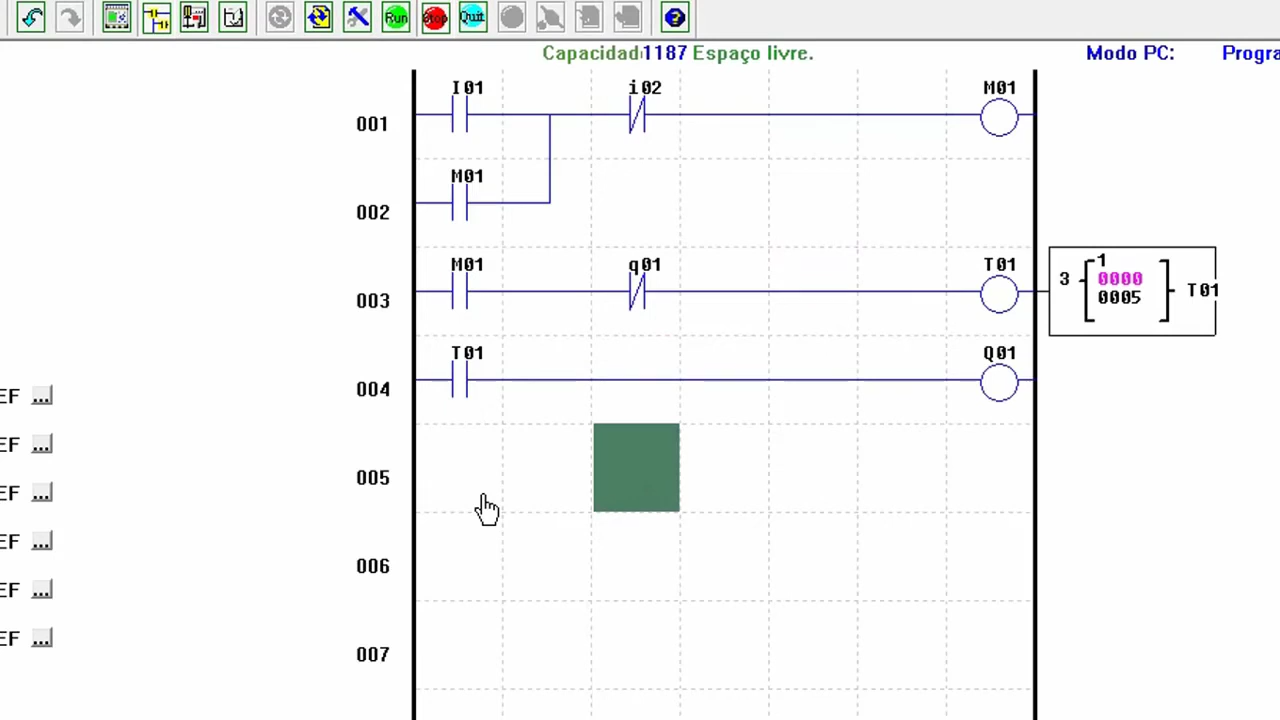 Run Stop Quit ?
Capacidad 1187 Espaço livre. Modo PC: Progra
I01 i02 M01
001
M01
002
M01 q01 T01
003
1
3 0000 T01
0005
T01 Q01
004
EF ...
EF ...
005
EF ...
EF ...
006
EF ...
EF ...
007